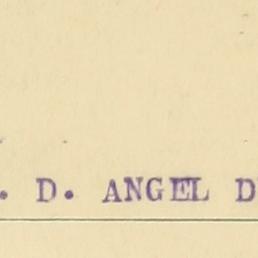 . D. ANGEL D